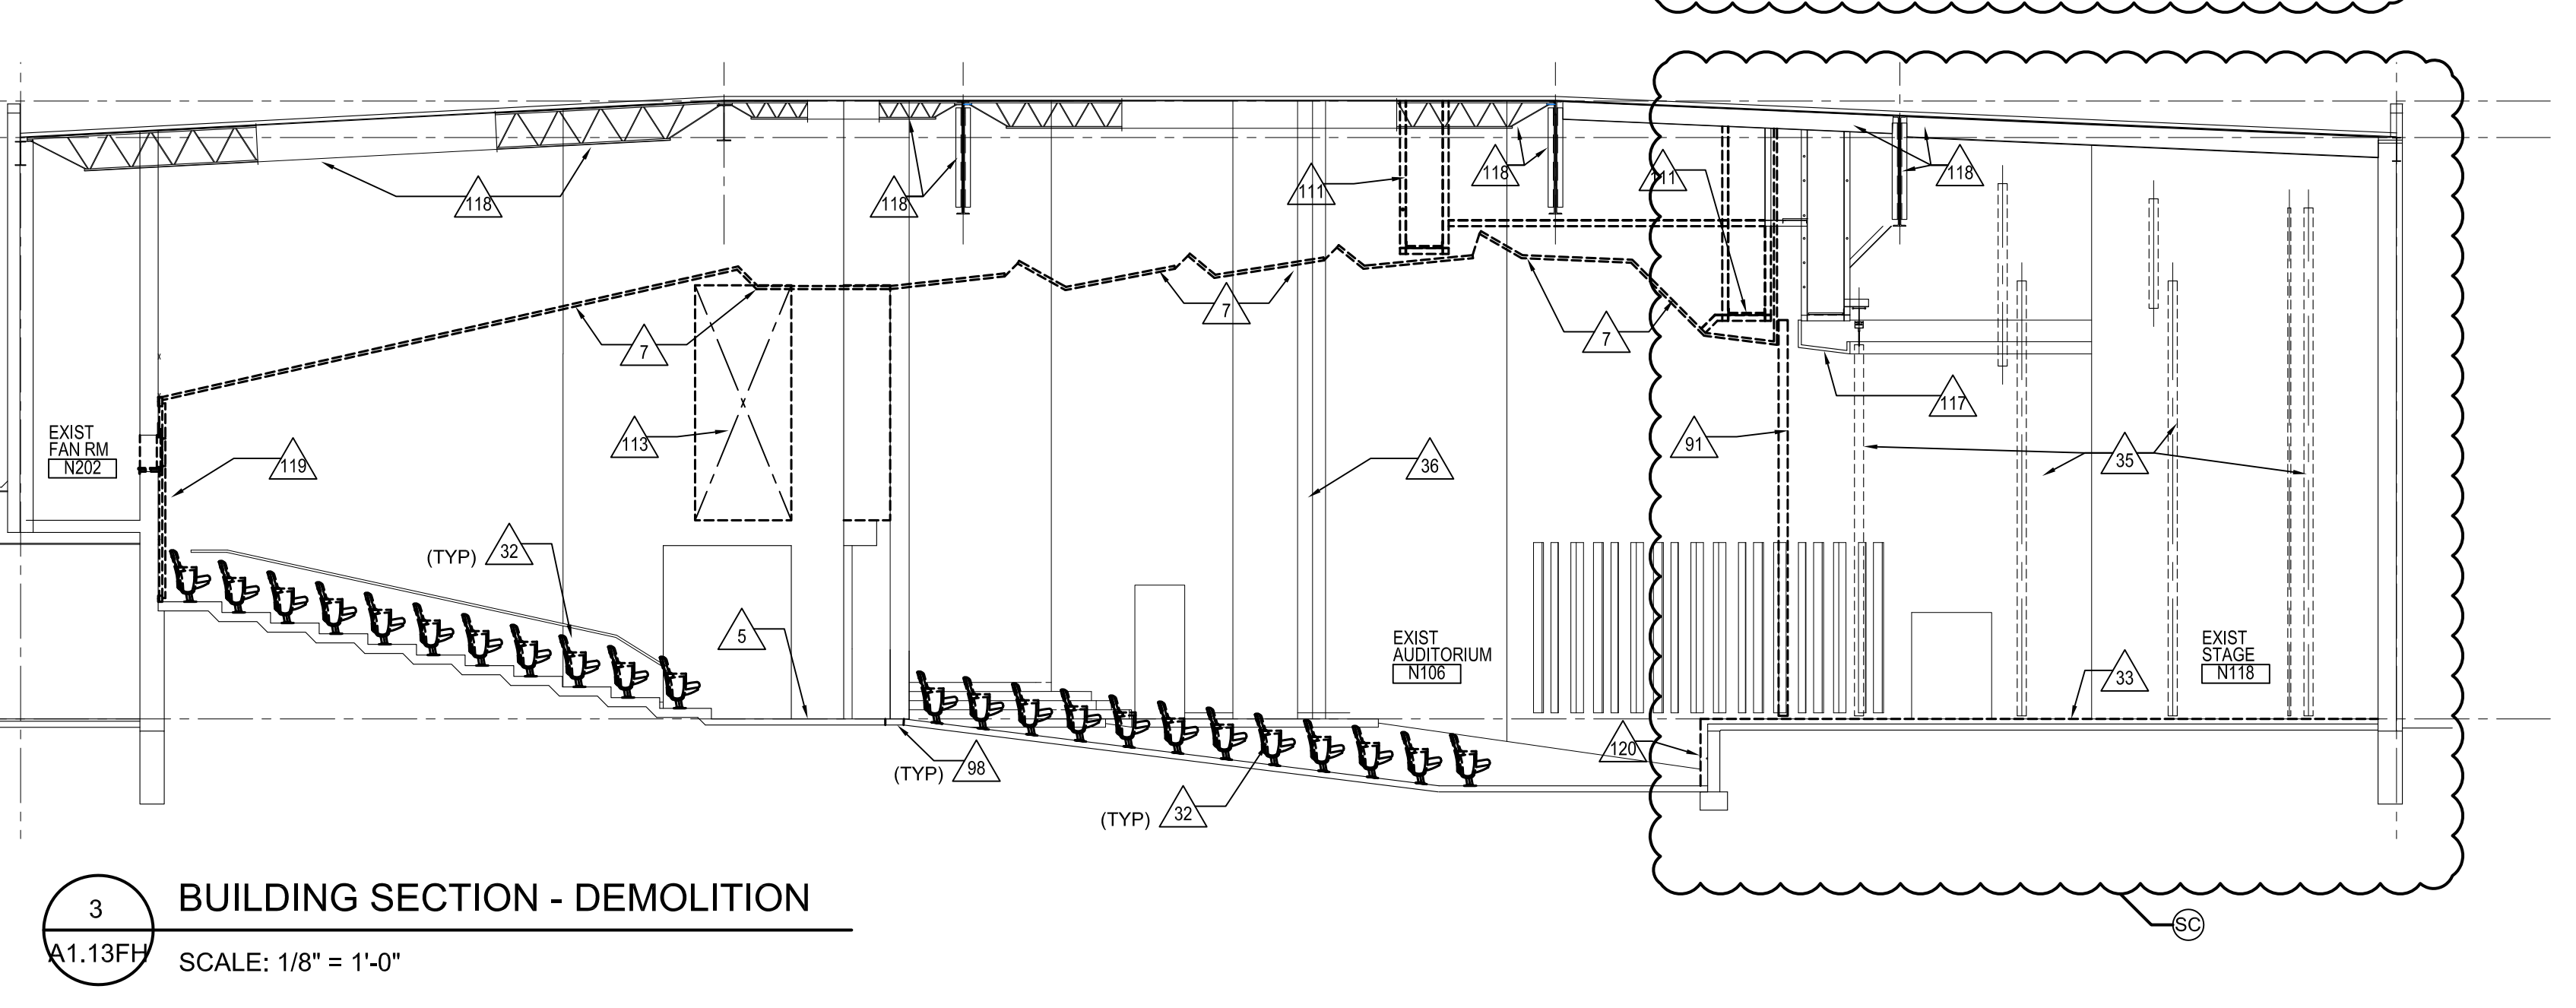 118
118
111
118
111
118
7
7
7
113
EXIST
FAN RM
N202
119
36
91
117
35
(TYP) 32
5
EXIST
AUDITORIUM
N106
EXIST
STAGE
N118
33
(TYP) 98
120
(TYP) 32
3
A1.13FH
BUILDING SECTION - DEMOLITION
SCALE: 1/8" = 1'-0"
SC